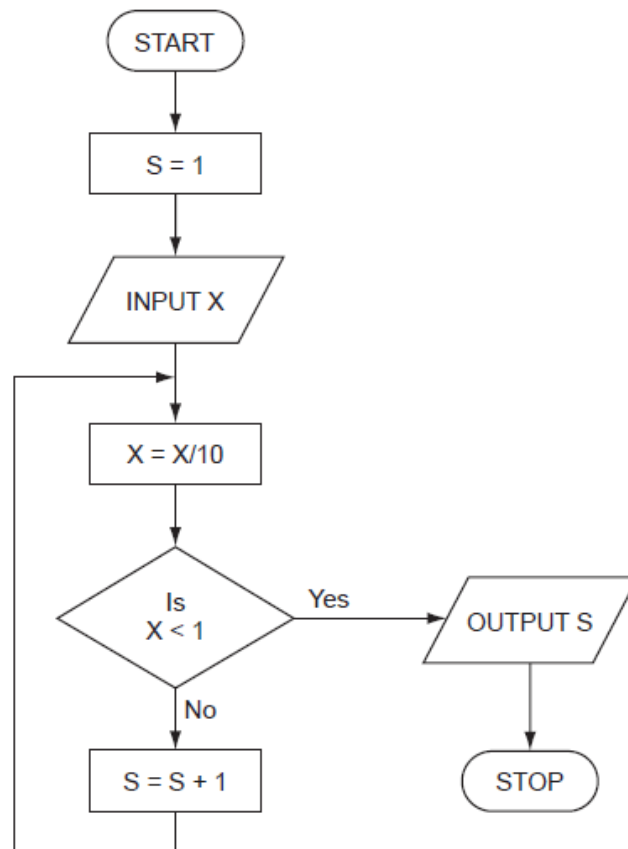 START
S = 1
INPUT X
X = X/10
Is
X < 1
Yes
OUTPUT S
No
S = S + 1
STOP